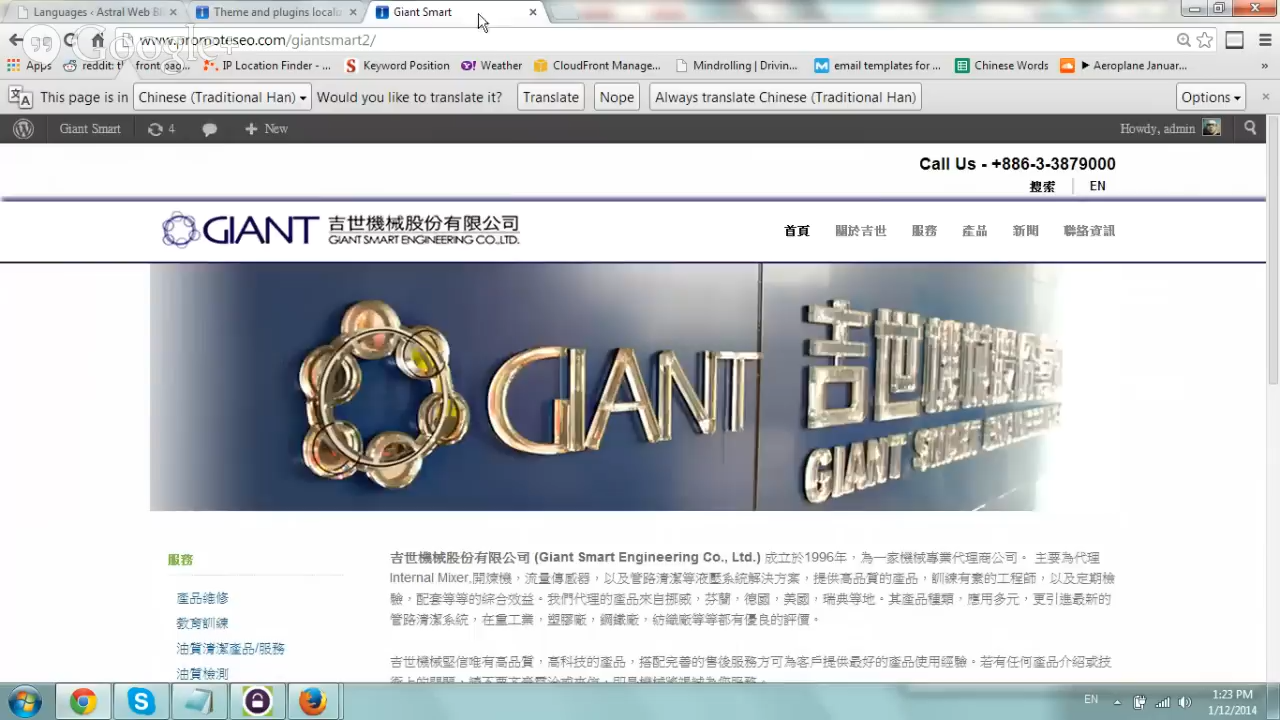 Languages ‹ Astral Web Bl
Theme and plugins localiz
Giant Smart
www.promoteseo.com/giantsmart2/
Google+
Apps
reddit: th
IP Location Finder - ...
Keyword Position
Weather
CloudFront Manage...
Mindrolling | Drivin...
email templates for ...
Chinese Words
► Aeroplane Januar...
»
This page is in
Chinese (Traditional Han)
Would you like to translate it?
Translate
Nope
Always translate Chinese (Traditional Han)
Options
Giant Smart
4
New
Howdy, admin
Call Us - +886-3-3879000
搜索
EN
GIANT
吉世機械股份有限公司
GIANT SMART ENGINEERING CO.,LTD.
首頁
關於吉世
服務
產品
新聞
聯絡資訊
GIANT
吉世機械股份
GIANT SMART ENGINEERING
服務
產品維修
教育訓練
油質清潔產品/服務
油質檢測
吉世機械股份有限公司 (Giant Smart Engineering Co., Ltd.) 成立於1996年，為一家機械專業代理商公司。 主要為代理
Internal Mixer,開煉機，流量傳感器，以及管路清潔等液壓系統解決方案，提供高品質的產品，訓練有素的工程師，以及定期檢
驗，配套等等的綜合效益。我們代理的產品來自挪威，芬蘭，德國，美國，瑞典等地。其產品種類，應用多元，更引進最新的
管路清潔系統，在重工業，塑膠廠，鋼鐵廠，紡織廠等等都有優良的評價。
吉世機械堅信唯有高品質，高科技的產品，搭配完善的售後服務方可為客戶提供最好的產品使用經驗。若有任何產品介紹或技
EN
1:23 PM
1/12/2014